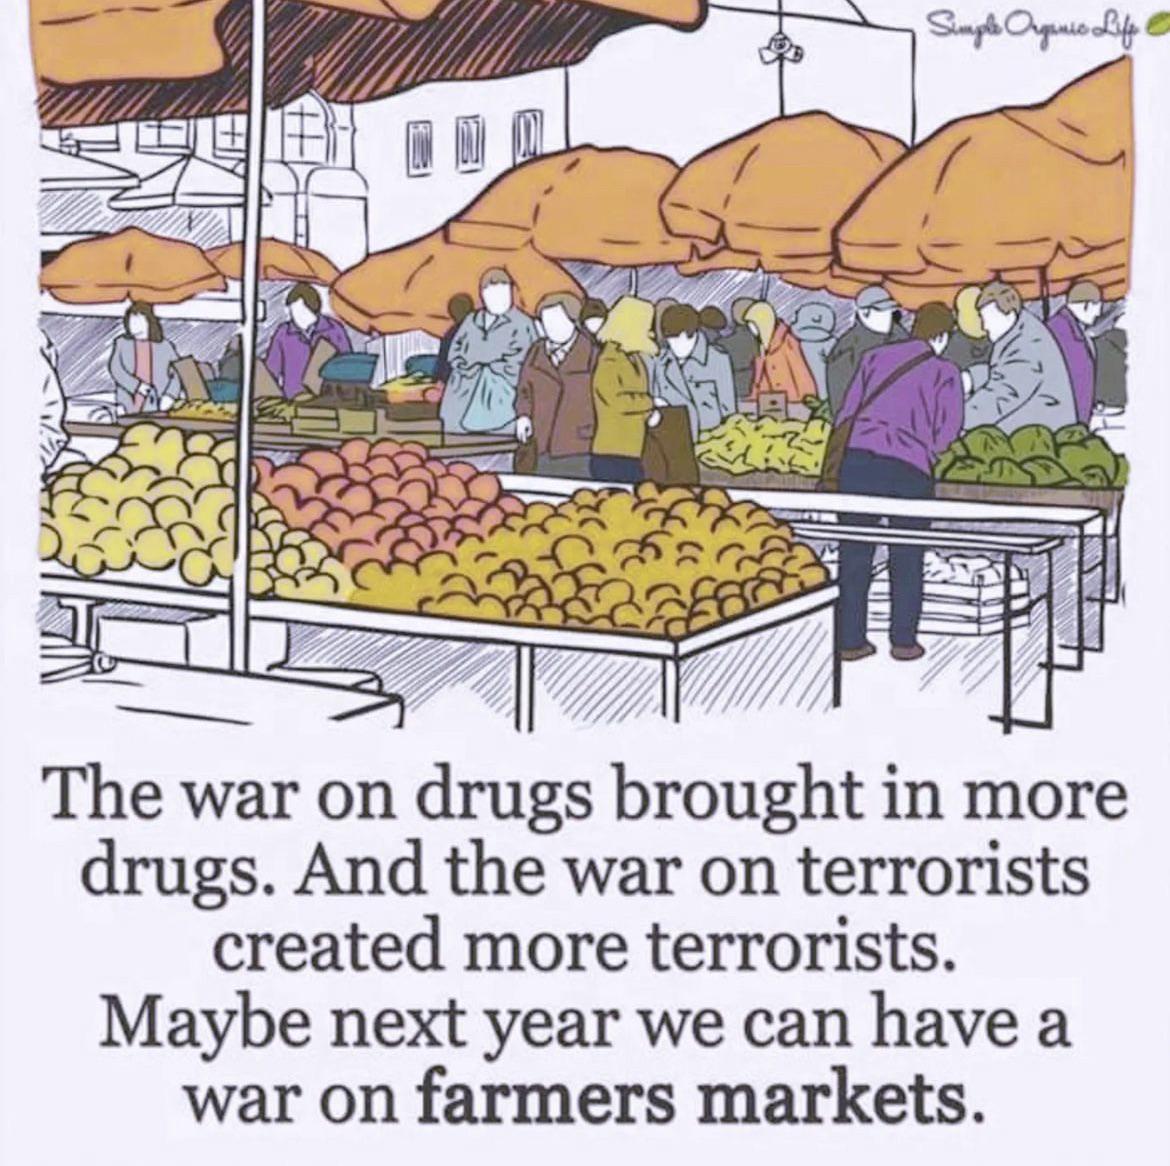 Simple Organic Life
The war on drugs brought in more
drugs. And the war on terrorists
created more terrorists.
Maybe next year we can have a
war on farmers markets.